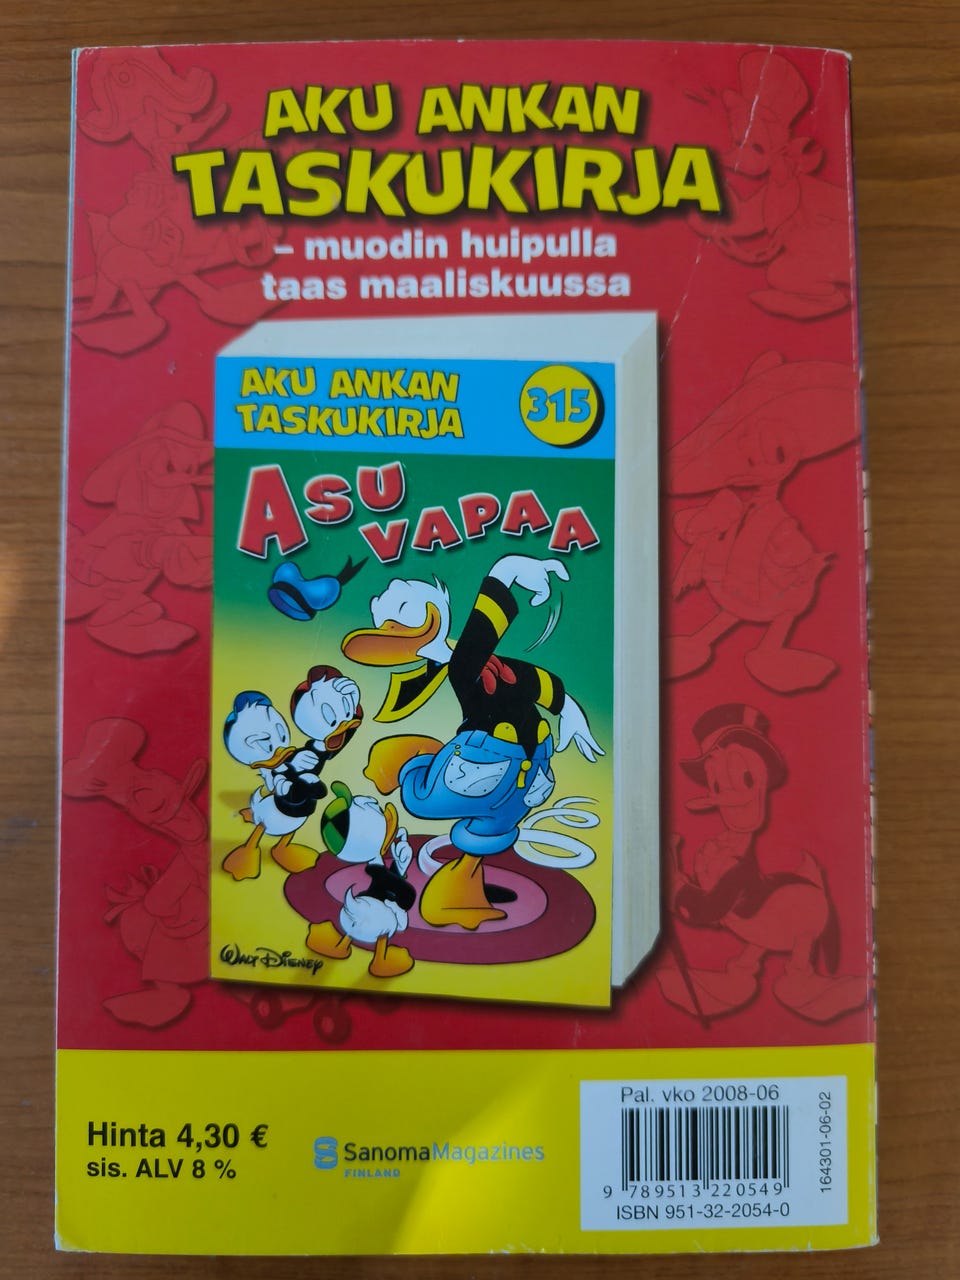 AKU ANKAN
TASKUKIRJA
– muodin huipulla
taas maaliskuussa
AKU ANKAN
TASKUKIRJA
315
ASU
VAPAA
WALT DISNEY
Hinta 4,30 €
sis. ALV 8 %
SanomaMagazines
FINLAND
Pal. vko 2008-06
9 789513 220549
ISBN 951-32-2054-0
164301-06-02